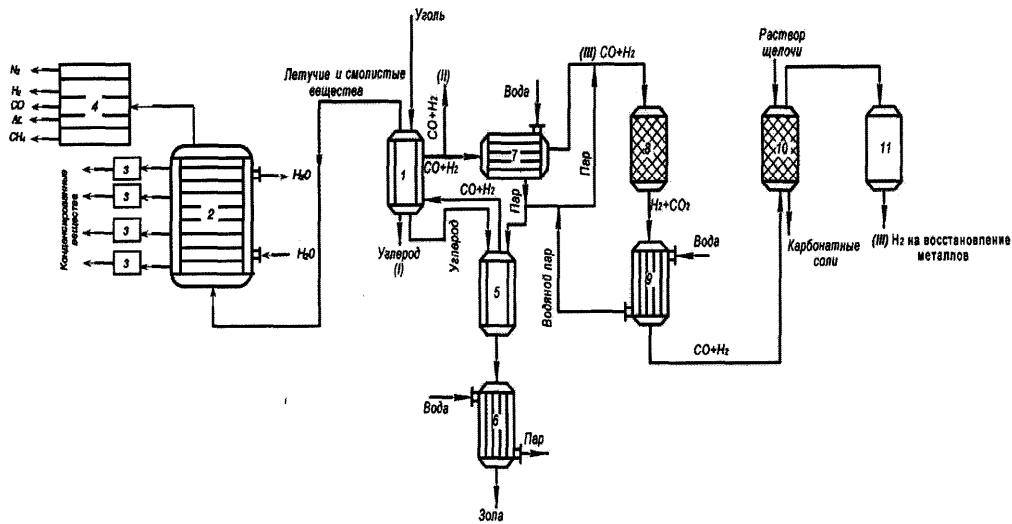 Уголь
Летучие и смолистые
вещества
(II)
CO+H₂
CO+H₂
Вода
(III) CO+H₂
Раствор
щелочи
N₂
H₂
CO
Ar
CH₄
4
1
7
8
10
11
Пар
Пар
CO+H₂
Конденсированные
вещества
3
3
3
3
2
H₂O
H₂O
Углерод
(I)
Углерод
H₂+CO₂
Вода
Карбонатные
соли
(III) H₂ на восстановление
металлов
5
Водяной пар
9
CO+H₂
Вода
6
Пар
Зола